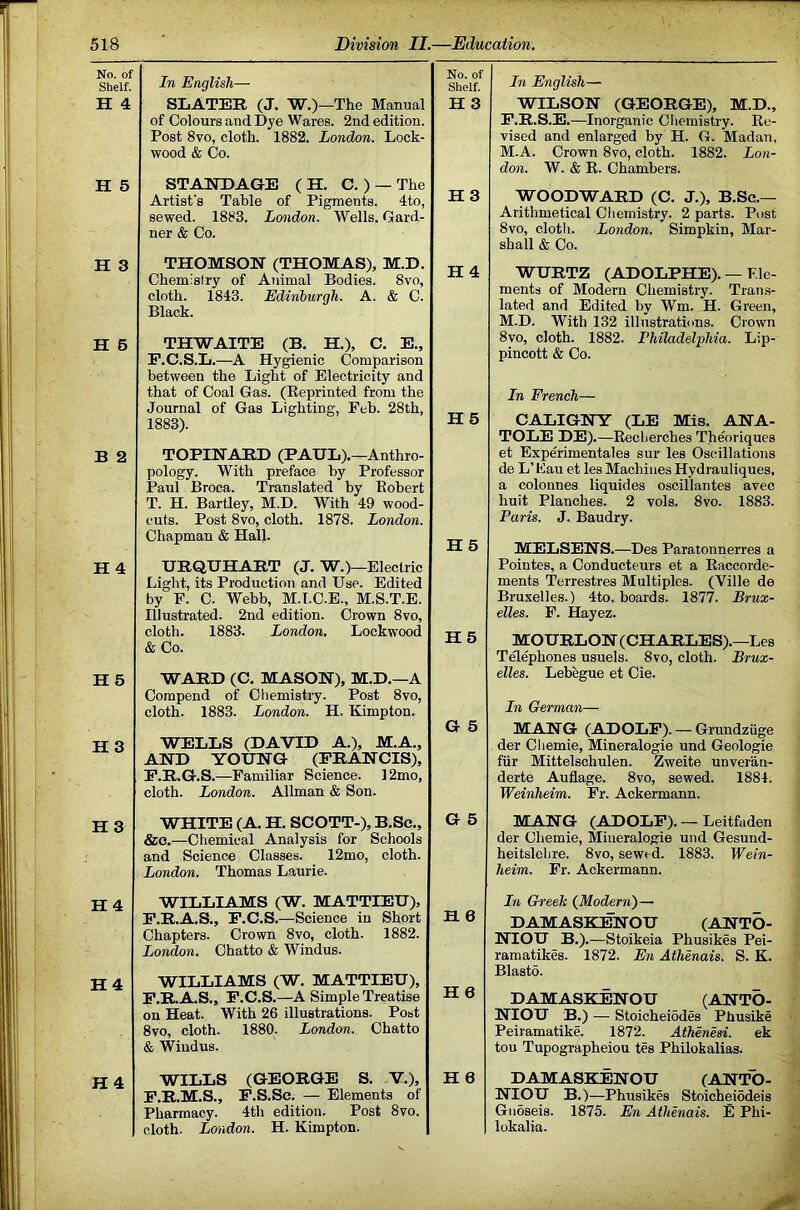 518 Division II.—Education.
No. of
Shelf.
In English—
H 4 SLATER (J. W.)—The Manual
of Colours and Dye Wares. 2nd edition.
Post 8vo, cloth. 1882. London. Lock-
wood & Co.
H 5 STANDAGE ( H. C. ) — The
Artist's Table of Pigments. 4to,
sewed. 1883. London. Wells, Gard-
ner & Co.
H 3 THOMSON (THOMAS), M.D.
Chemistry of Animal Bodies. 8vo,
cloth. 1843. Edinburgh. A. & C.
Black.
H 5 THWAITE (B. H.), C. E.,
F.C.S.L.—A Hygienic Comparison
between the Light of Electricity and
that of Coal Gas. (Reprinted from the
Journal of Gas Lighting, Feb. 28th,
1883).
B 2 TOPINARD (PAUL).—Anthro-
pology. With preface by Professor
Paul Broca. Translated by Robert
T. H. Bartley, M.D. With 49 wood-
cuts. Post 8vo, cloth. 1878. London.
Chapman & Hall.
H 4 URQUHART (J. W.)—Electric
Light, its Production and Use. Edited
by F. C. Webb, M.I.C.E., M.S.T.E.
Illustrated. 2nd edition. Crown 8vo,
cloth. 1883. London. Lockwood
& Co.
H 5 WARD (C. MASON), M.D.—A
Compend of Chemistry. Post 8vo,
cloth. 1883. London. H. Kimpton.
H 3 WELLS (DAVID A.), M.A.,
AND YOUNG (FRANCIS),
F.R.G.S.—Familiar Science. 12mo,
cloth. London. Allman & Son.
H 3 WHITE (A. H. SCOTT-), B.Sc.,
&c.—Chemical Analysis for Schools
and Science Classes. 12mo, cloth.
London. Thomas Laurie.
H 4 WILLIAMS (W. MATTIEU),
F.R.A.S., F.C.S.—Science in Short
Chapters. Crown 8vo, cloth. 1882.
London. Chatto & Windus.
H 4 WILLIAMS (W. MATTIEU),
F.R.A.S., F.C.S.—A Simple Treatise
on Heat. With 26 illustrations. Post
8vo, cloth. 1880. London. Chatto
& Windus.
H 4 WILLS (GEORGE S. V.),
F.R.M.S., F.S.Sc. — Elements of
Pharmacy. 4th edition. Post 8vo.
cloth. London. H. Kimpton.
No. of
Shelf.
In English—
H 3 WILSON (GEORGE), M.D.,
F.R.S.E.—Inorganic Chemistry. Re-
vised and enlarged by H. G. Madan,
M.A. Crown 8vo, cloth. 1882. Lon-
don. W. & R. Chambers.
H 3 WOODWARD (C. J.), B.Sc.—
Arithmetical Chemistry. 2 parts. Post
8vo, cloth. London. Simpkin, Mar-
shall & Co.
H 4 WURTZ (ADOLPHE). — Ele-
ments of Modern Chemistry. Trans-
lated and Edited by Wm. H. Green,
M.D. With 132 illustrations. Crown
8vo, cloth. 1882. Philadelphia. Lip-
pincott & Co.
In French—
H 5 CALIGNY (LE Mis. ANA-
TOLE DE).—Recherches Théoriques
et Expérimentales sur les Oscillations
de L'Eau et les Machines Hydrauliques,
a colonnes liquides oscillantes avec
huit Planches. 2 vols. 8vo. 1883.
Paris. J. Baudry.
H 5 MELSENS.—Des Paratonnerres a
Pointes, a Conducteurs et a Raccorde-
ments Terrestres Multiples. (Ville de
Bruxelles.) 4to, boards. 1877. Brux-
elles. F. Hayez.
H 5 MOURLON (CHARLES).—Les
Téléphones usuels. 8vo, cloth. Brux-
elles. Lebègue et Cie.
In German—
G 5 MANG (ADOLF). — Grundzüge
der Chemie, Mineralogie und Geologie
für Mittelschulen. Zweite unverän-
derte Auflage. 8vo, sewed. 1884.
Weinheim. Fr. Ackermann.
G 5 MANG (ADOLF). — Leitfaden
der Chemie, Mineralogie und Gesund-
heitslehre. 8vo, sewed. 1883. Wein-
heim. Fr. Ackermann.
In Greek (Modern)—
H 6 DAMASKĒNOU (ANTŌ-
NIOU B.).—Stoikeia Phusikēs Pei-
ramatikēs. 1872. En Athēnais. S. K.
Blastō.
H 6 DAMASKĒNOU (ANTŌ-
NIOU B.) — Stoicheiōdēs Phusikē
Peiramatikē. 1872. Athēnēsi. ek
tou Tupographeiou tēs Philokalias.
H 6 DAMASKĒNOU (ANTŌ-
NIOU B.)—Phusikēs Stoicheiōdeis
Gnōseis. 1875. En Athēnais. Ē Phi-
lokalia.